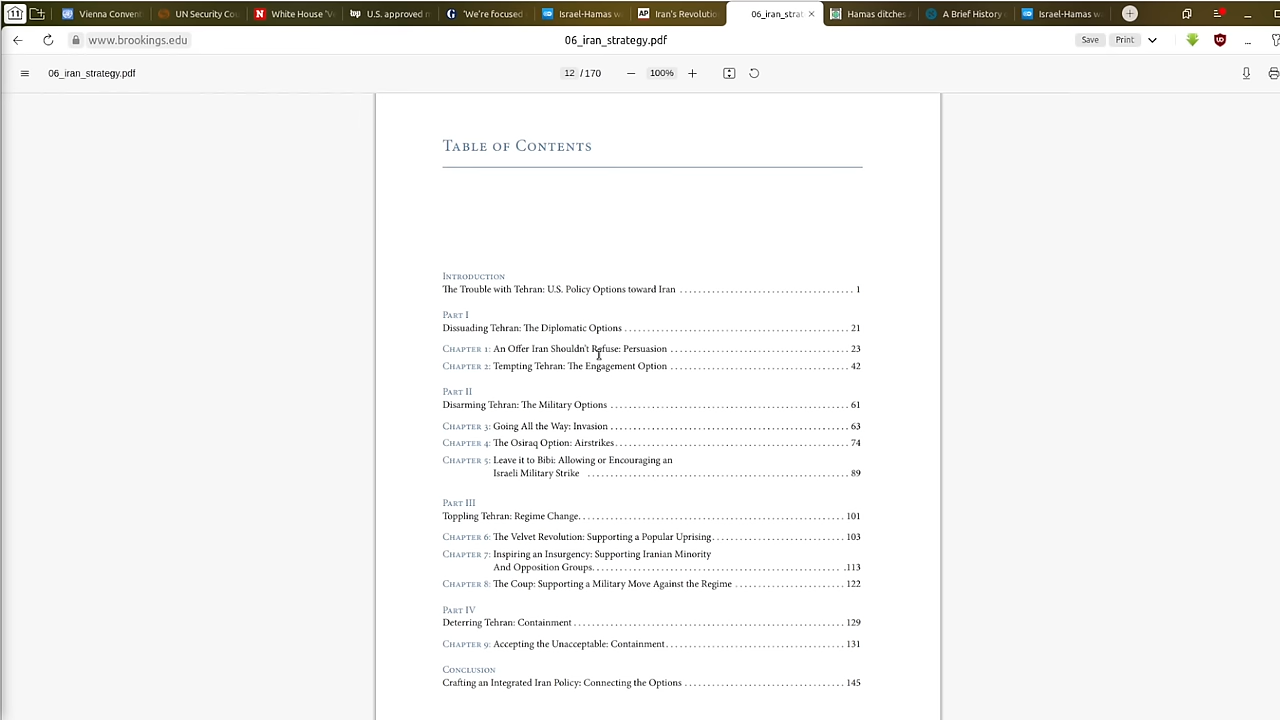 Vienna Convent
UN Security Cou
White House 'V
U.S. approved m
'We're focused
Israel-Hamas w
Iran's Revolutio
06_iran_strat
Hamas ditches
A Brief History
Israel-Hamas w
www.brookings.edu
06_iran_strategy.pdf
Save
Print
06_iran_strategy.pdf
12 / 170
100%
Table of Contents
Introduction
The Trouble with Tehran: U.S. Policy Options toward Iran . . . . . . . . . . . . . . . . . . . . . . . . . . . . . . . . . . . 1
Part I
Dissuading Tehran: The Diplomatic Options . . . . . . . . . . . . . . . . . . . . . . . . . . . . . . . . . . . . . . . . . . . . . 21
Chapter 1: An Offer Iran Shouldn't Refuse: Persuasion . . . . . . . . . . . . . . . . . . . . . . . . . . . . . . . . . . . . 23
Chapter 2: Tempting Tehran: The Engagement Option . . . . . . . . . . . . . . . . . . . . . . . . . . . . . . . . . . . . 42
Part II
Disarming Tehran: The Military Options . . . . . . . . . . . . . . . . . . . . . . . . . . . . . . . . . . . . . . . . . . . . . . . . 61
Chapter 3: Going All the Way: Invasion . . . . . . . . . . . . . . . . . . . . . . . . . . . . . . . . . . . . . . . . . . . . . . . . 63
Chapter 4: The Osiraq Option: Airstrikes . . . . . . . . . . . . . . . . . . . . . . . . . . . . . . . . . . . . . . . . . . . . . . . 74
Chapter 5: Leave it to Bibi: Allowing or Encouraging an
Israeli Military Strike . . . . . . . . . . . . . . . . . . . . . . . . . . . . . . . . . . . . . . . . . . . . . . . . . . . . . 89
Part III
Toppling Tehran: Regime Change. . . . . . . . . . . . . . . . . . . . . . . . . . . . . . . . . . . . . . . . . . . . . . . . . . . . . . 101
Chapter 6: The Velvet Revolution: Supporting a Popular Uprising. . . . . . . . . . . . . . . . . . . . . . . . . . . 103
Chapter 7: Inspiring an Insurgency: Supporting Iranian Minority
And Opposition Groups. . . . . . . . . . . . . . . . . . . . . . . . . . . . . . . . . . . . . . . . . . . . . . . . . . . .113
Chapter 8: The Coup: Supporting a Military Move Against the Regime . . . . . . . . . . . . . . . . . . . . . . . 122
Part IV
Deterring Tehran: Containment . . . . . . . . . . . . . . . . . . . . . . . . . . . . . . . . . . . . . . . . . . . . . . . . . . . . . . . 129
Chapter 9: Accepting the Unacceptable: Containment . . . . . . . . . . . . . . . . . . . . . . . . . . . . . . . . . . . . . 131
Conclusion
Crafting an Integrated Iran Policy: Connecting the Options . . . . . . . . . . . . . . . . . . . . . . . . . . . . . . . . . 145